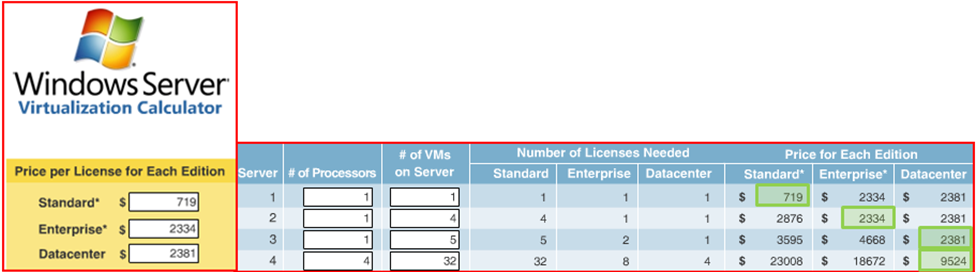 Windows Server
Virtualization Calculator
Price per License for Each Edition
Standard* $ 719
Enterprise* $ 2334
Datacenter $ 2381
Server # of Processors # of VMs on Server Number of Licenses Needed Price for Each Edition
Standard Enterprise Datacenter Standard* Enterprise* Datacenter
1 1 1 1 1 1 $ 719 $ 2334 $ 2381
2 1 4 4 1 1 $ 2876 $ 2334 $ 2381
3 1 5 5 2 1 $ 3595 $ 4668 $ 2381
4 4 32 32 8 4 $ 23008 $ 18672 $ 9524